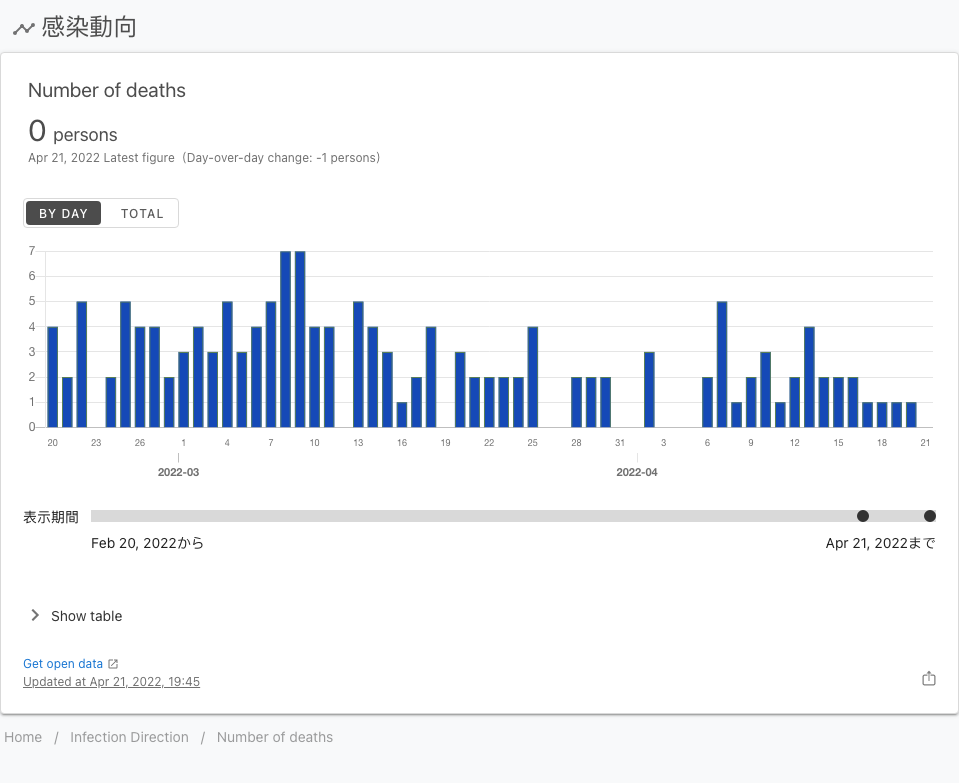 感染動向
Number of deaths
0 persons
Apr 21, 2022 Latest figure (Day-over-day change: -1 persons)
BY DAY TOTAL
7
6
5
4
3
2
1
0
20 23 26 1 4 7 10 13 16 19 22 25 28 31 3 6 9 12 15 18 21
2022-03 2022-04
表示期間
Feb 20, 2022から Apr 21, 2022まで
Show table
Get open data
Updated at Apr 21, 2022, 19:45
Home / Infection Direction / Number of deaths